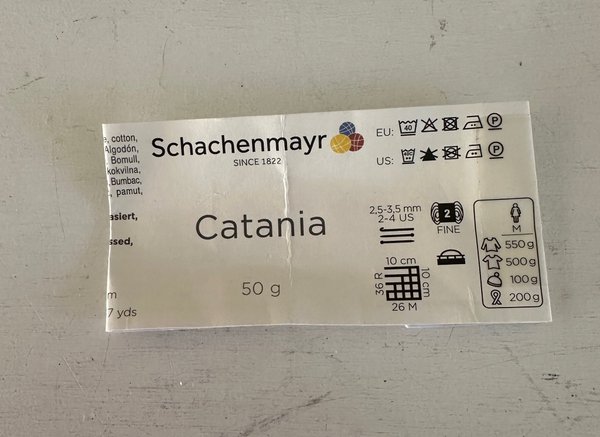 e, cotton,
Algodón,
Bomull,
kokvilna,
Bumbac,
, pamut,
asiert,
ssed,
m
7 yds
Schachenmayr
SINCE 1822
Catania
50 g
EU:
40
P
US:
P
2,5-3,5 mm
2-4 US
2
FINE
10 cm
36 R
10 cm
26 M
M
550 g
500 g
100 g
200 g